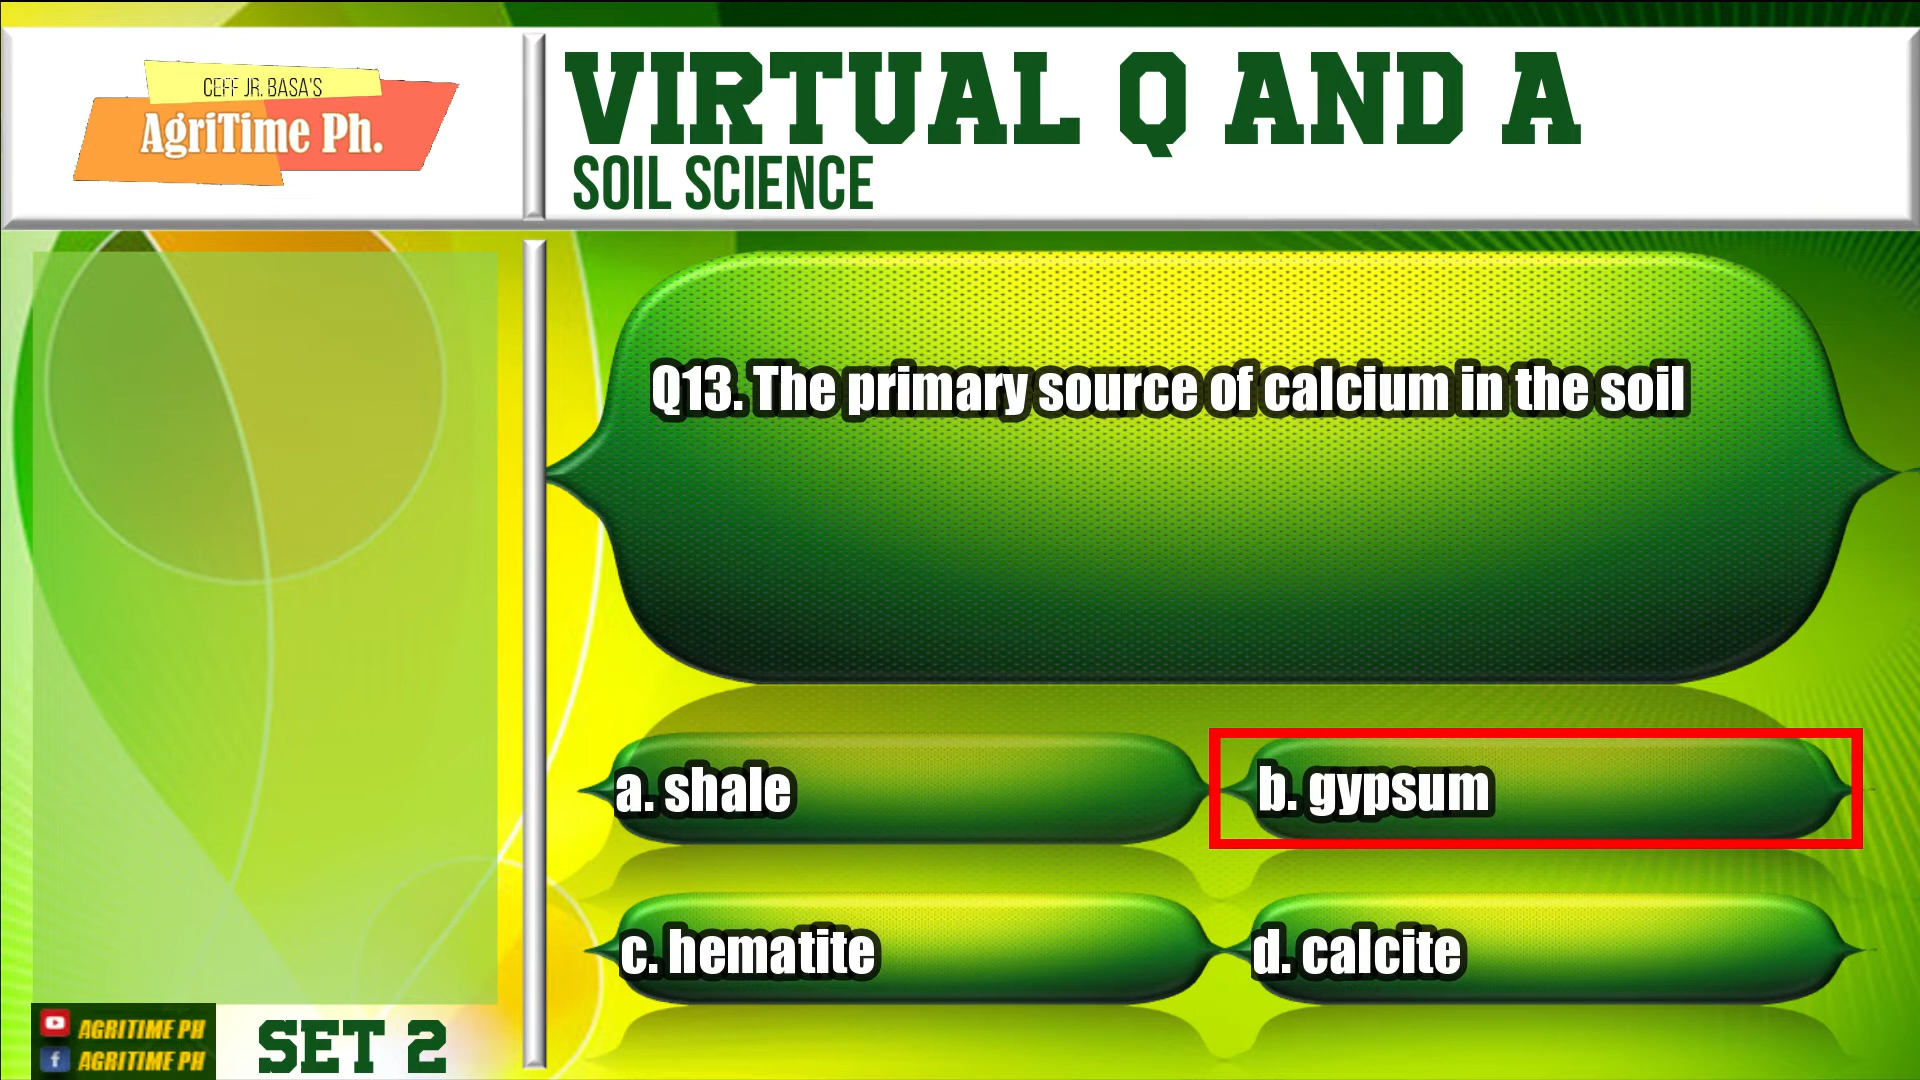 CEFF JR. BASA'S
AgriTime Ph.
VIRTUAL Q AND A
SOIL SCIENCE
Q13. The primary source of calcium in the soil
a. shale
b. gypsum
c. hematite
d. calcite
AGRITIME PH
AGRITIME PH
SET 2